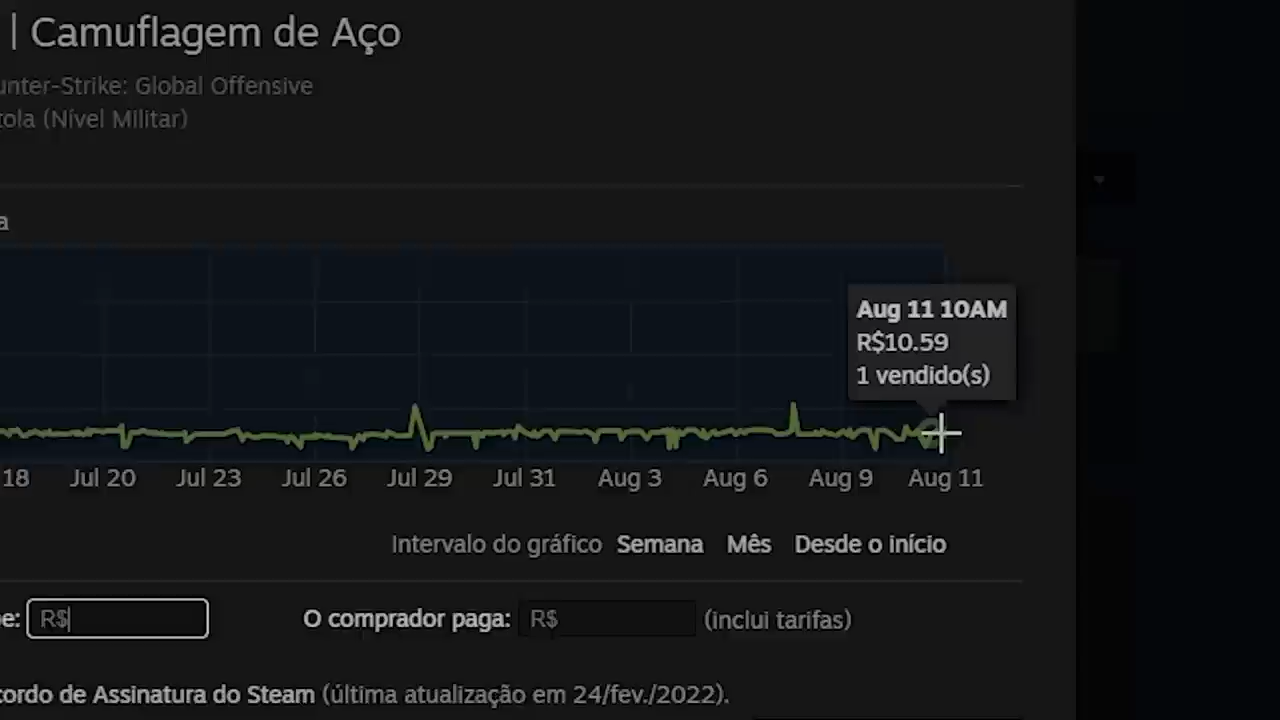 | Camuflagem de Aço
unter-Strike: Global Offensive
tola (Nível Militar)
a
Aug 11 10AM
R$10.59
1 vendido(s)
18 Jul 20 Jul 23 Jul 26 Jul 29 Jul 31 Aug 3 Aug 6 Aug 9 Aug 11
Intervalo do gráfico Semana Mês Desde o início
be: R$ O comprador paga: R$ (inclui tarifas)
cordo de Assinatura do Steam (última atualização em 24/fev./2022).